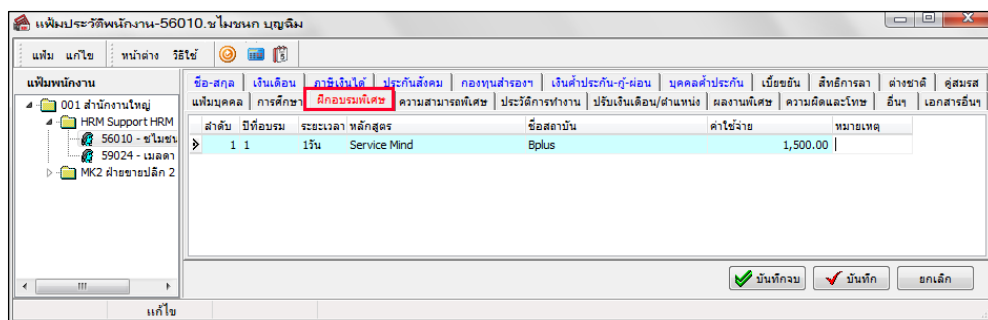 แฟ้มประวัติพนักงาน-56010.ชไมชนก บุญฉิม
แฟ้ม แก้ไข หน้าต่าง วิธีใช้
แฟ้มพนักงาน
001 สำนักงานใหญ่
HRM Support HRM
56010 - ชไมชน
59024 - เมลดา
MK2 ฝ่ายขายปลีก 2
ชื่อ-สกุล เงินเดือน ภาษีเงินได้ ประกันสังคม กองทุนสำรองฯ เงินค้ำประกัน-กู้-ผ่อน บุคคลค้ำประกัน เบี้ยขยัน สิทธิการลา ต่างชาติ คู่สมรส
แฟ้มบุคคล การศึกษา ฝึกอบรมพิเศษ ความสามารถพิเศษ ประวัติการทำงาน ปรับเงินเดือน/ตำแหน่ง ผลงานพิเศษ ความผิดและโทษ อื่นๆ เอกสารอื่นๆ
ลำดับ ปีที่อบรม ระยะเวลา หลักสูตร ชื่อสถาบัน ค่าใช้จ่าย หมายเหตุ
1 1 1วัน Service Mind Bplus 1,500.00
บันทึกจบ บันทึก ยกเลิก
แก้ไข